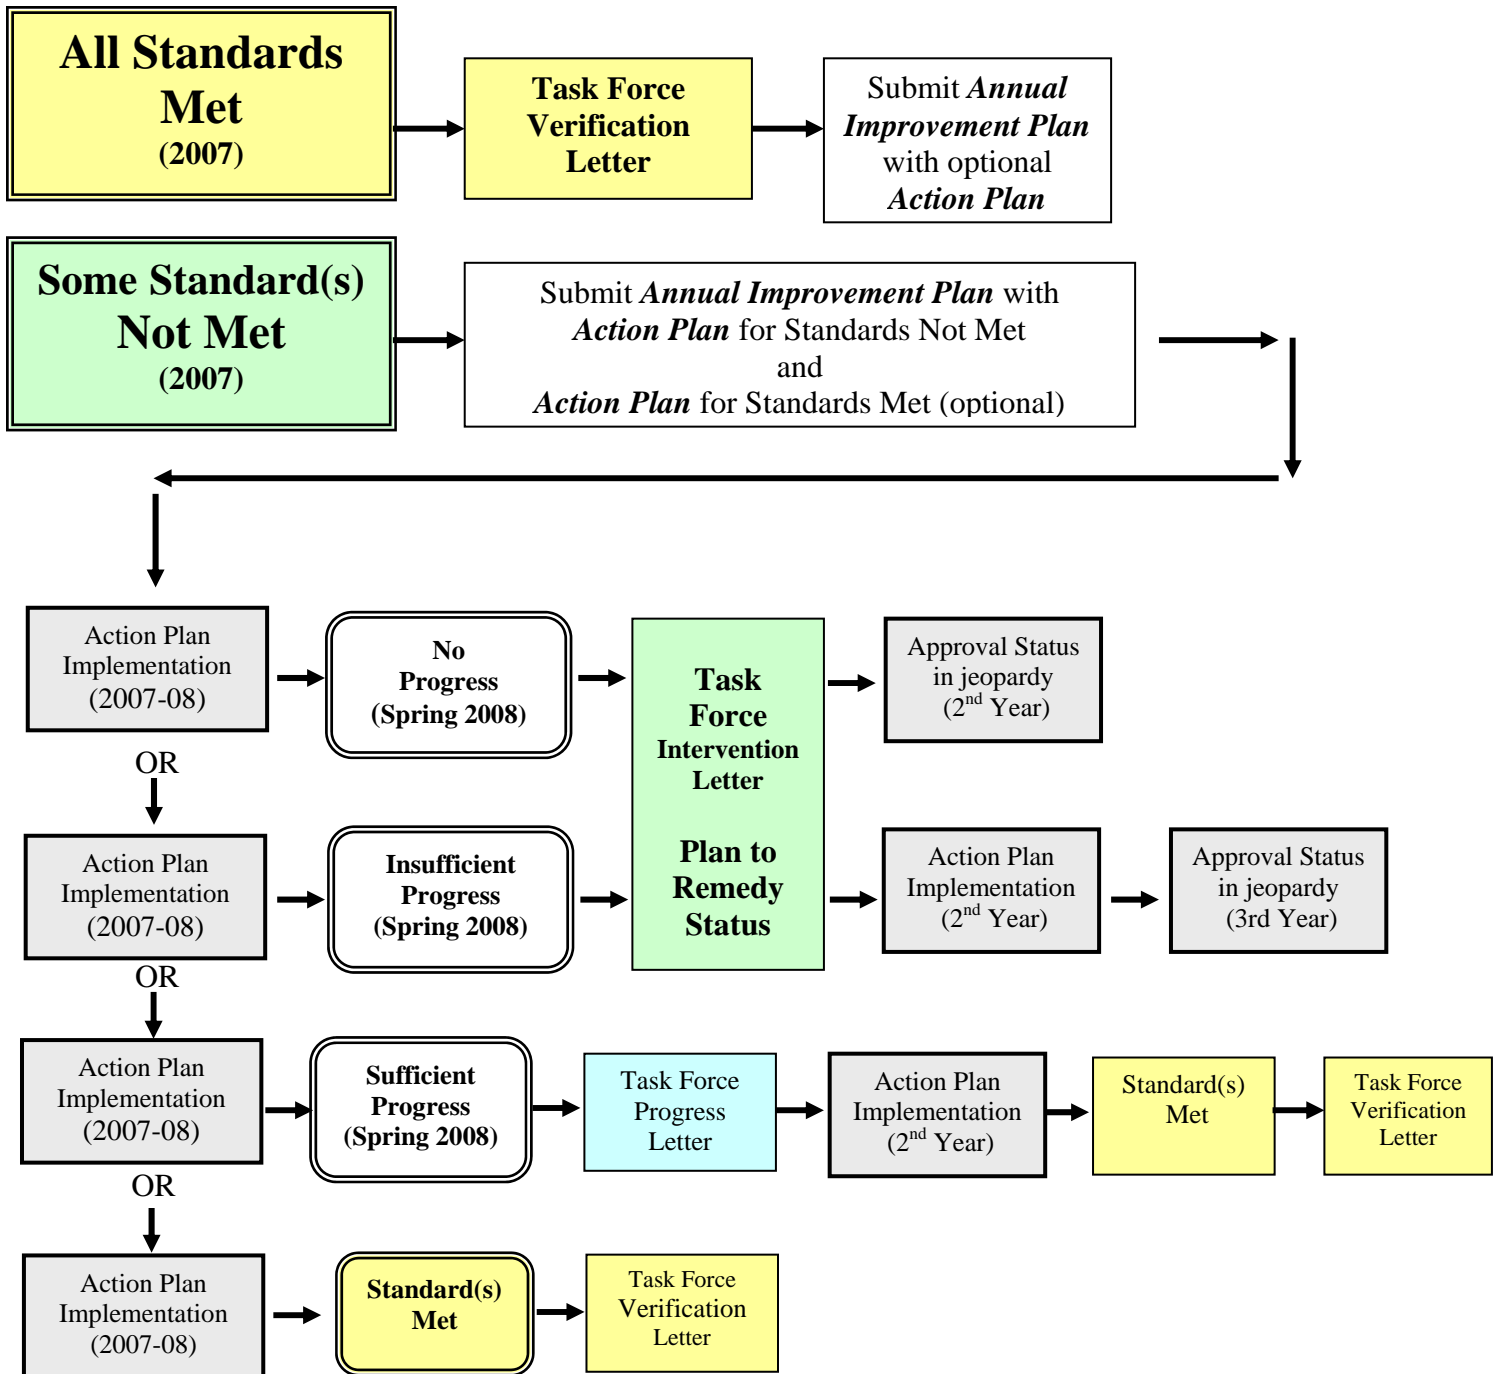 All Standards
Met
(2007)
Task Force
Verification
Letter
Submit Annual
Improvement Plan
with optional
Action Plan
Some Standard(s)
Not Met
(2007)
Submit Annual Improvement Plan with
Action Plan for Standards Not Met
and
Action Plan for Standards Met (optional)
Action Plan
Implementation
(2007-08)
No
Progress
(Spring 2008)
Task
Force
Intervention
Letter
Plan to
Remedy
Status
Approval Status
in jeopardy
(2nd Year)
OR
Action Plan
Implementation
(2007-08)
Insufficient
Progress
(Spring 2008)
Action Plan
Implementation
(2nd Year)
Approval Status
in jeopardy
(3rd Year)
OR
Action Plan
Implementation
(2007-08)
Sufficient
Progress
(Spring 2008)
Task Force
Progress
Letter
Action Plan
Implementation
(2nd Year)
Standard(s)
Met
Task Force
Verification
Letter
OR
Action Plan
Implementation
(2007-08)
Standard(s)
Met
Task Force
Verification
Letter